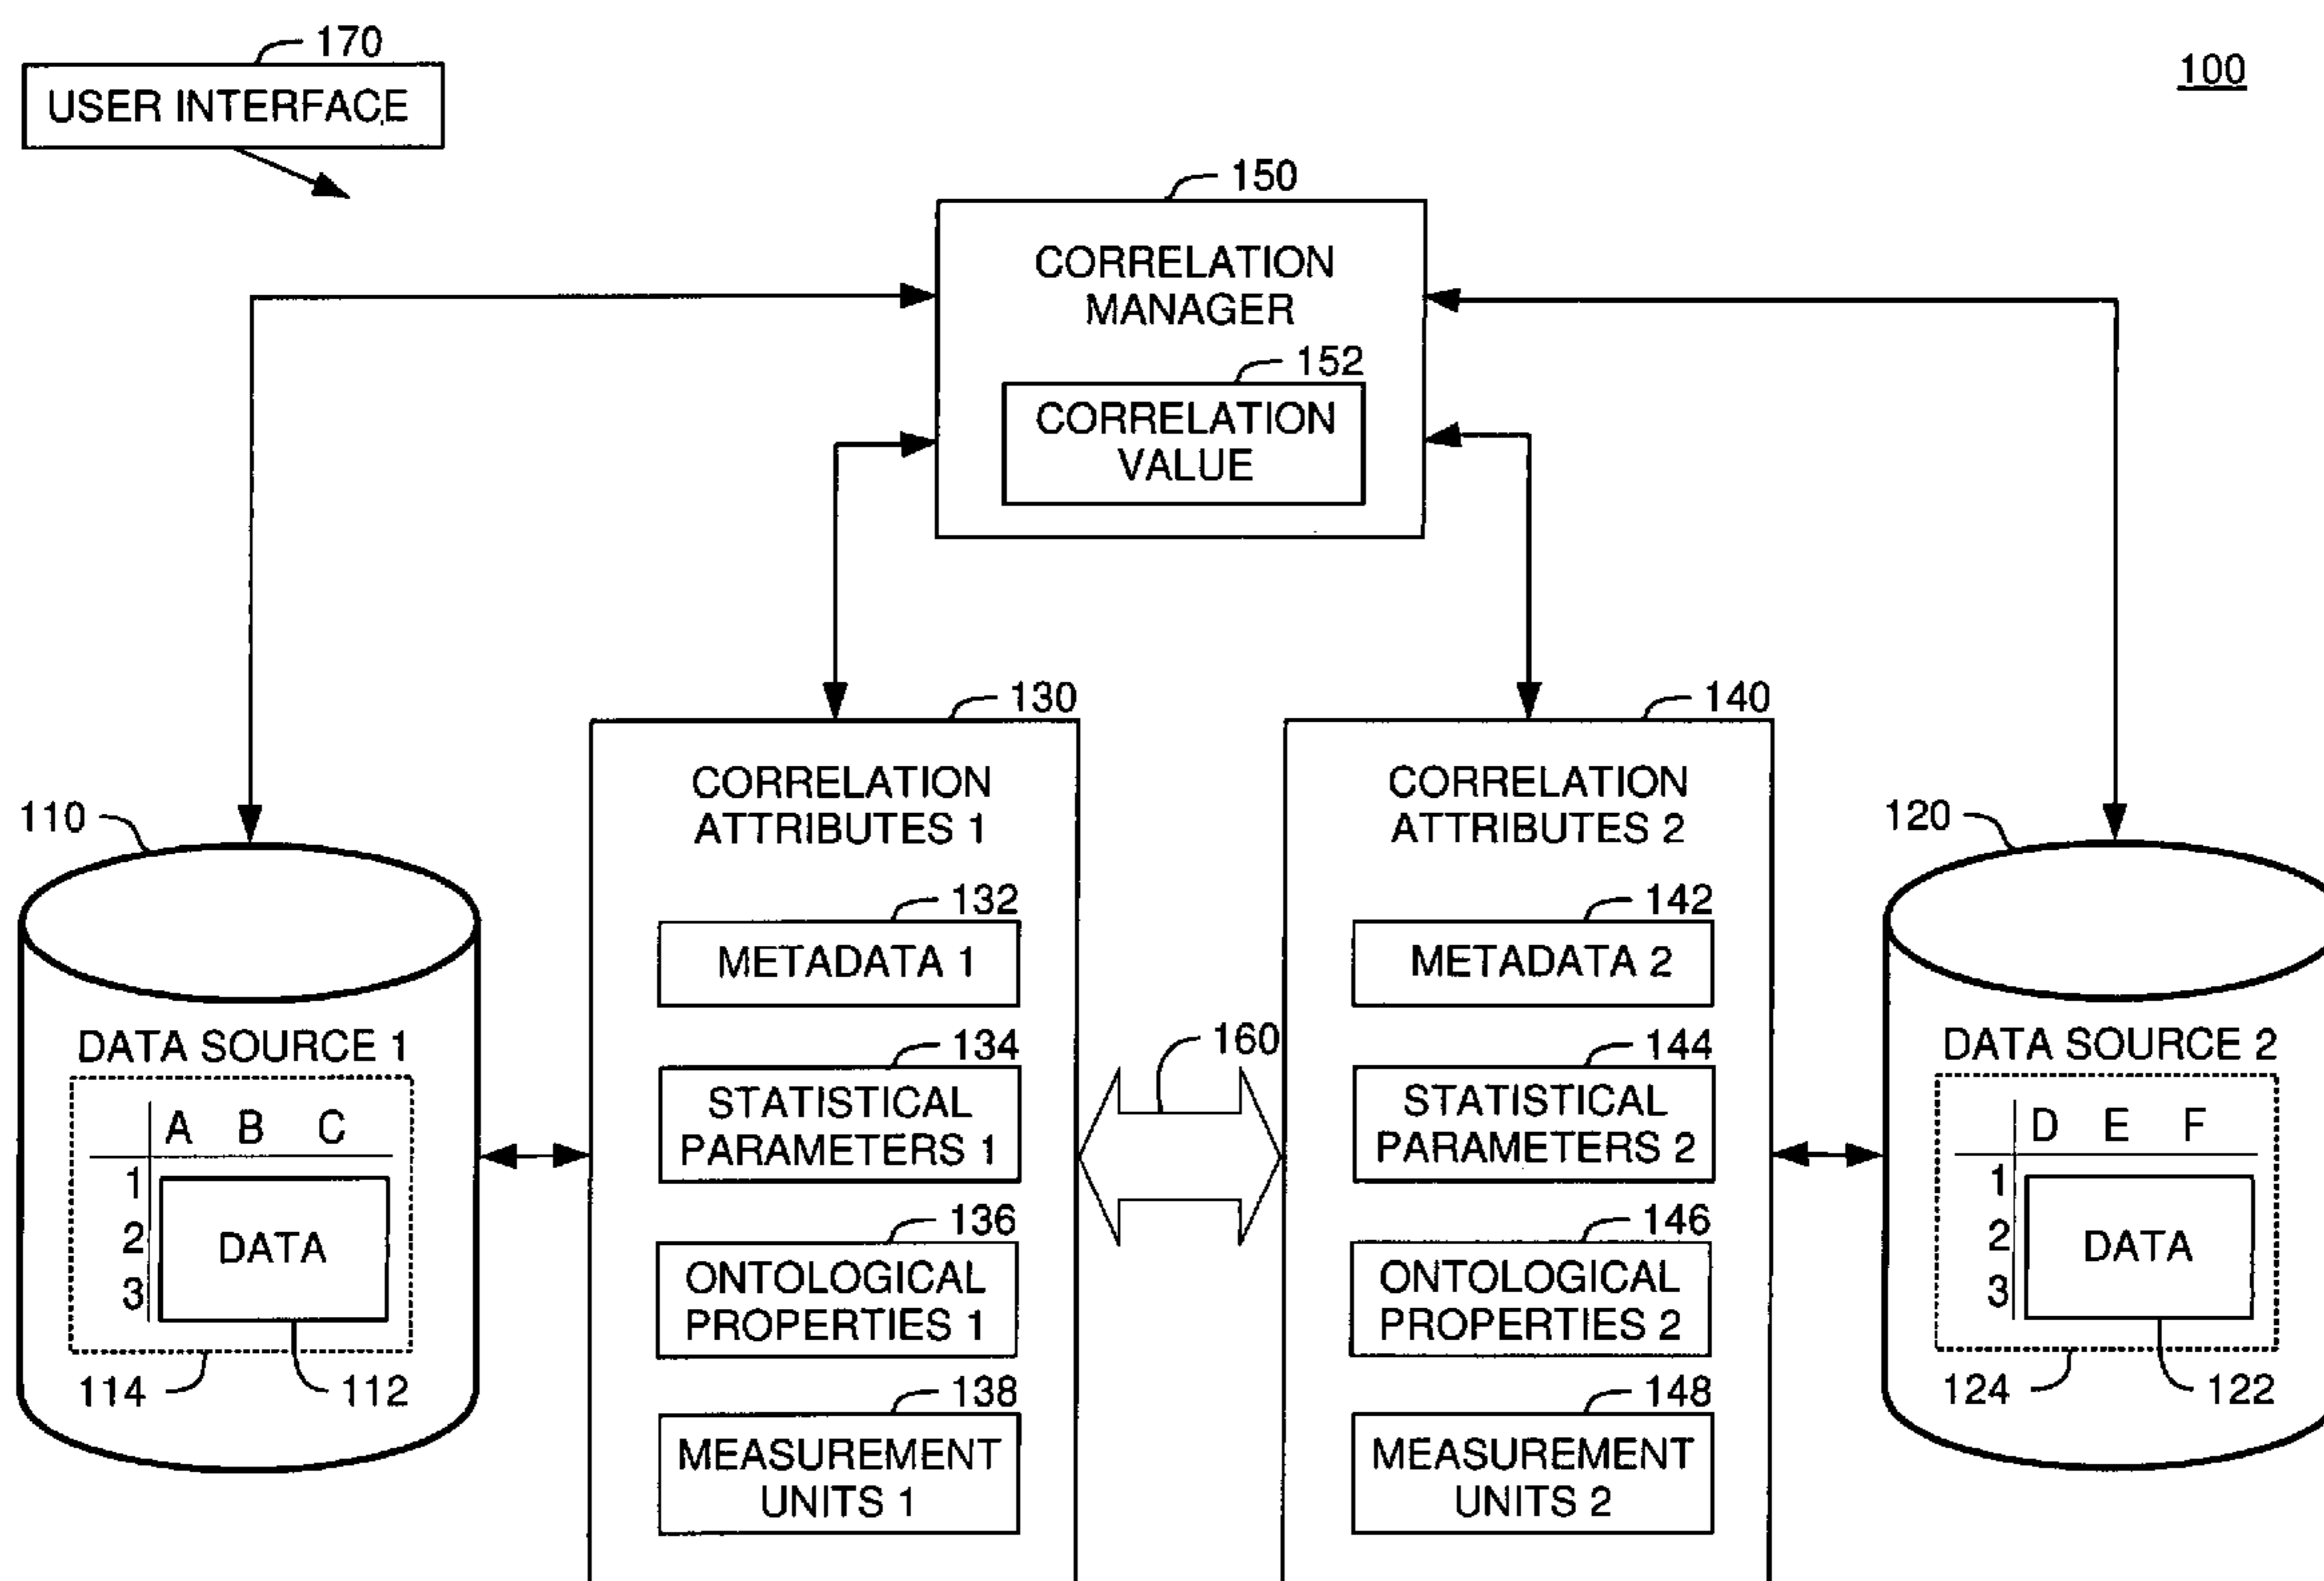 170
USER INTERFACE
100
150
CORRELATION
MANAGER
152
CORRELATION
VALUE
130
CORRELATION
ATTRIBUTES 1
132
METADATA 1
134
STATISTICAL
PARAMETERS 1
136
ONTOLOGICAL
PROPERTIES 1
138
MEASUREMENT
UNITS 1
140
CORRELATION
ATTRIBUTES 2
142
METADATA 2
144
STATISTICAL
PARAMETERS 2
146
ONTOLOGICAL
PROPERTIES 2
148
MEASUREMENT
UNITS 2
160
110
DATA SOURCE 1
A B C
1
2
3
DATA
114
112
120
DATA SOURCE 2
D E F
1
2
3
DATA
124
122